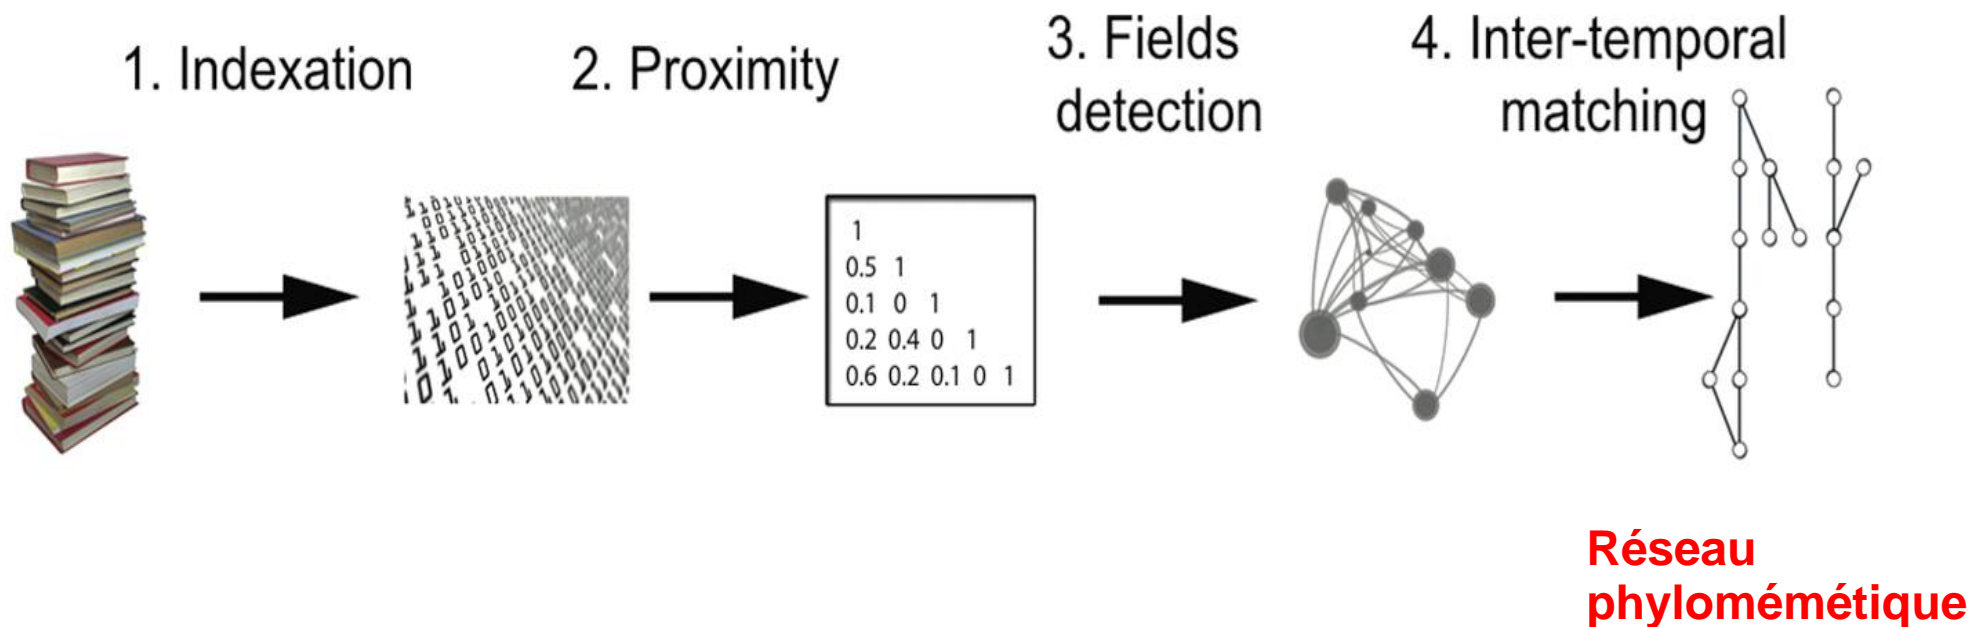 1. Indexation
2. Proximity
3. Fields
detection
4. Inter-temporal
matching
1
0.5 1
0.1 0 1
0.2 0.4 0 1
0.6 0.2 0.1 0 1
Réseau
phylomémétique